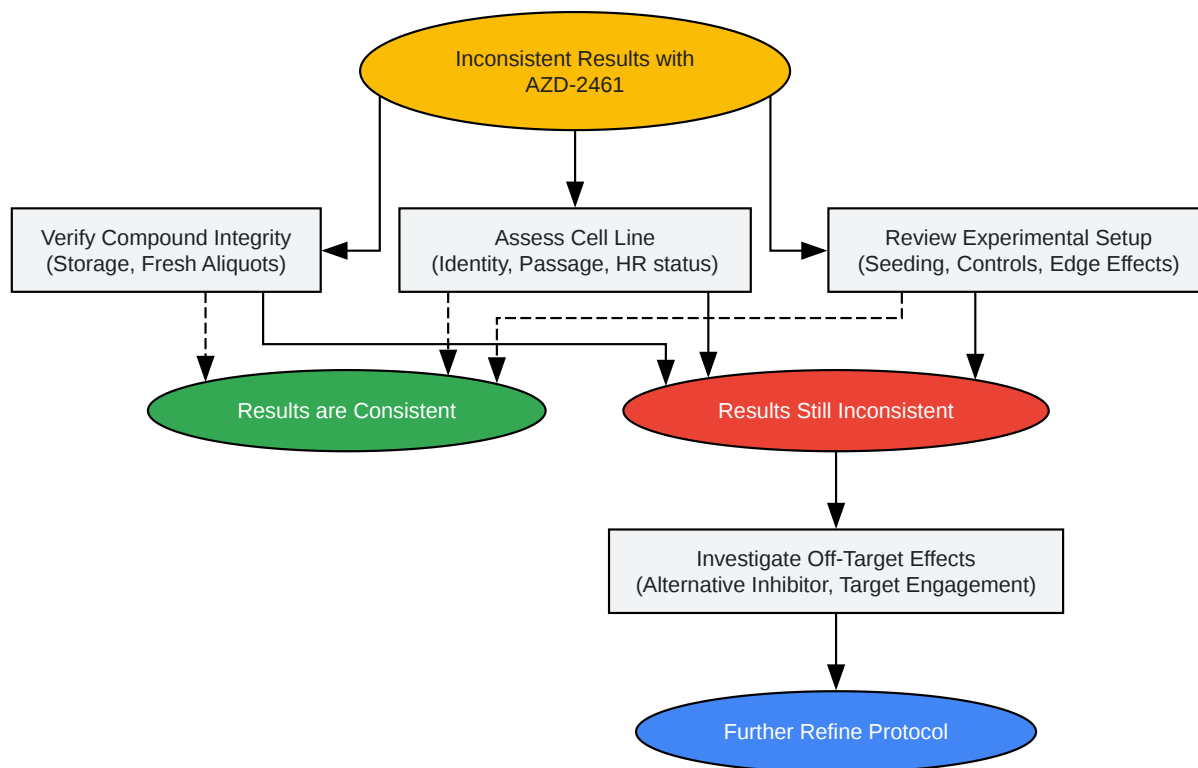 Inconsistent Results with
AZD-2461
Verify Compound Integrity
(Storage, Fresh Aliquots)
Assess Cell Line
(Identity, Passage, HR status)
Review Experimental Setup
(Seeding, Controls, Edge Effects)
Results are Consistent
Results Still Inconsistent
Investigate Off-Target Effects
(Alternative Inhibitor, Target Engagement)
Further Refine Protocol